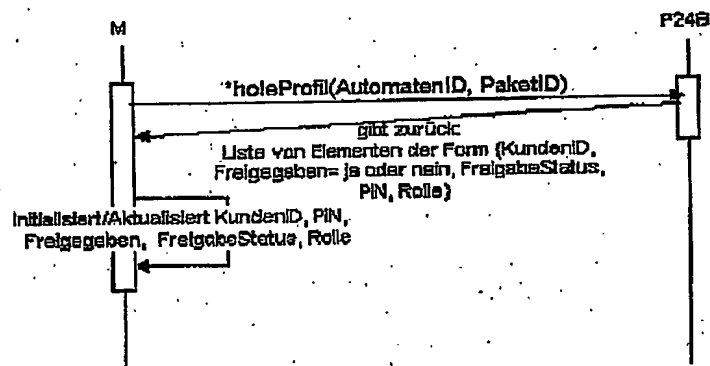 M
P24B
*holeProfil(AutomatenID, PaketID)
gibt zurück:
Liste von Elementen der Form (KundenID,
Freigegeben= ja oder nein, FreigabeStatus,
PIN, Rolle)
Initialisiert/Aktualisiert KundenID, PIN,
Freigegeben, FreigabeStatus, Rolle